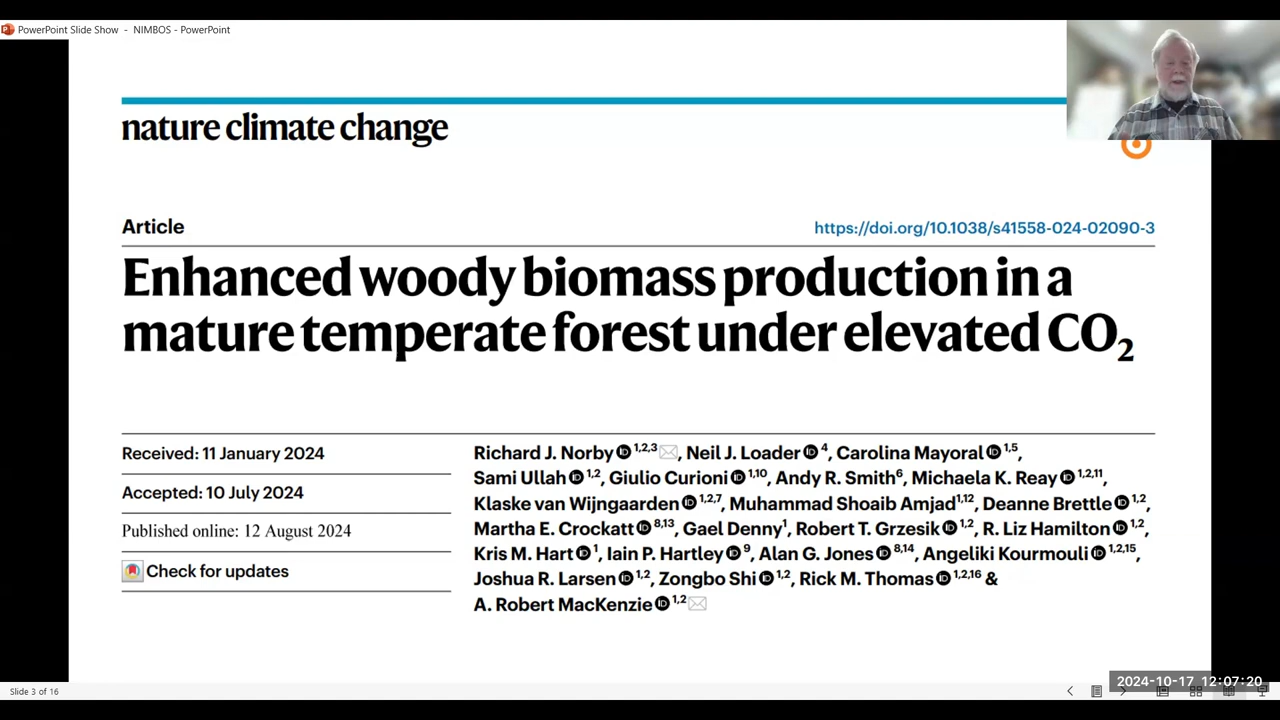 PowerPoint Slide Show - NIMBOS - PowerPoint
nature climate change
Article
https://doi.org/10.1038/s41558-024-02090-3
Enhanced woody biomass production in a
mature temperate forest under elevated CO₂
Received: 11 January 2024
Accepted: 10 July 2024
Published online: 12 August 2024
Check for updates
Richard J. Norby 1,2,3, Neil J. Loader 4, Carolina Mayoral 1,5,
Sami Ullah 1,2, Giulio Curioni 1,10, Andy R. Smith6, Michaela K. Reay 1,2,11,
Klaske van Wijngaarden 1,2,7, Muhammad Shoaib Amjad1,12, Deanne Brettle 1,2,
Martha E. Crockatt 8,13, Gael Denny1, Robert T. Grzesik 1,2, R. Liz Hamilton 1,2,
Kris M. Hart 1, Iain P. Hartley 9, Alan G. Jones 8,14, Angeliki Kourmouli 1,2,15,
Joshua R. Larsen 1,2, Zongbo Shi 1,2, Rick M. Thomas 1,2,16 &
A. Robert MacKenzie 1,2
Slide 3 of 16
2024-10-17 12:07:20